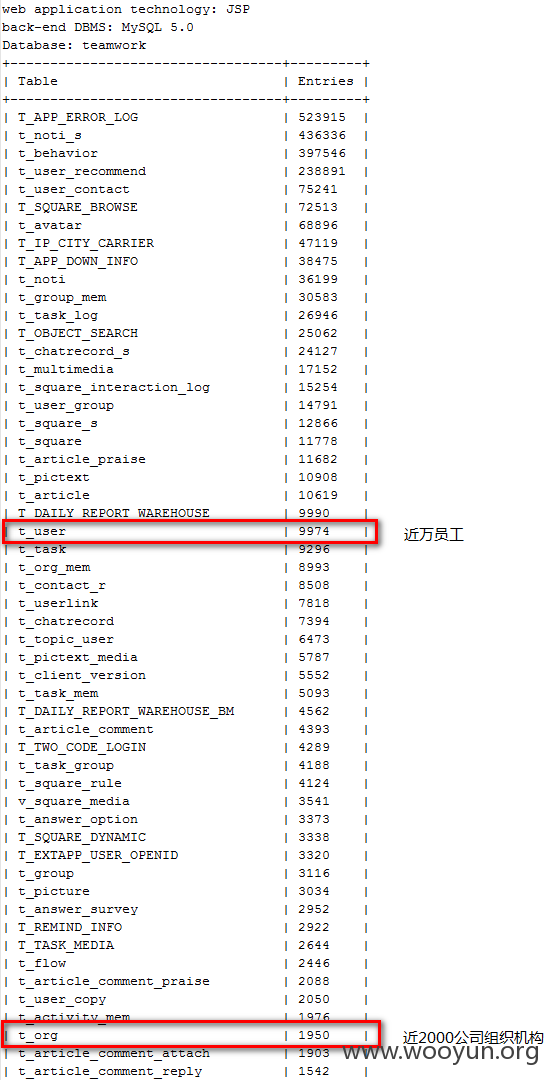 web application technology: JSP
back-end DBMS: MySQL 5.0
Database: teamwork
+--------------------------------+---------+
| Table | Entries |
+--------------------------------+---------+
| T_APP_ERROR_LOG | 523915 |
| t_noti_s | 436336 |
| t_behavior | 397546 |
| t_user_recommend | 238891 |
| t_user_contact | 75241 |
| T_SQUARE_BROWSE | 72513 |
| t_avatar | 68896 |
| T_IP_CITY_CARRIER | 47119 |
| T_APP_DOWN_INFO | 38475 |
| t_noti | 36199 |
| t_group_mem | 30583 |
| t_task_log | 26946 |
| T_OBJECT_SEARCH | 25062 |
| t_chatrecord_s | 24127 |
| t_multimedia | 17152 |
| t_square_interaction_log | 15254 |
| t_user_group | 14791 |
| t_square_s | 12866 |
| t_square | 11778 |
| t_article_praise | 11682 |
| t_pictext | 10908 |
| t_article | 10619 |
| T_DAILY_REPORT_WAREHOUSE | 9990 |
| t_user | 9974 | 近万员工
| t_task | 9296 |
| t_org_mem | 8993 |
| t_contact_r | 8508 |
| t_userlink | 7818 |
| t_chatrecord | 7394 |
| t_topic_user | 6473 |
| t_pictext_media | 5787 |
| t_client_version | 5552 |
| t_task_mem | 5093 |
| T_DAILY_REPORT_WAREHOUSE_BM | 4562 |
| t_article_comment | 4393 |
| T_TWO_CODE_LOGIN | 4289 |
| t_task_group | 4188 |
| t_square_rule | 4124 |
| v_square_media | 3541 |
| t_answer_option | 3373 |
| T_SQUARE_DYNAMIC | 3338 |
| T_EXTAPP_USER_OPENID | 3320 |
| t_group | 3116 |
| t_picture | 3034 |
| t_answer_survey | 2952 |
| T_REMIND_INFO | 2922 |
| T_TASK_MEDIA | 2644 |
| t_flow | 2446 |
| t_article_comment_praise | 2088 |
| t_user_copy | 2050 |
| t_activity_mem | 1976 |
| t_org | 1950 | 近2000公司组织机构
| t_article_comment_attach | 1903 |
| t_article_comment_reply | 1542 |
www.wooyun.org